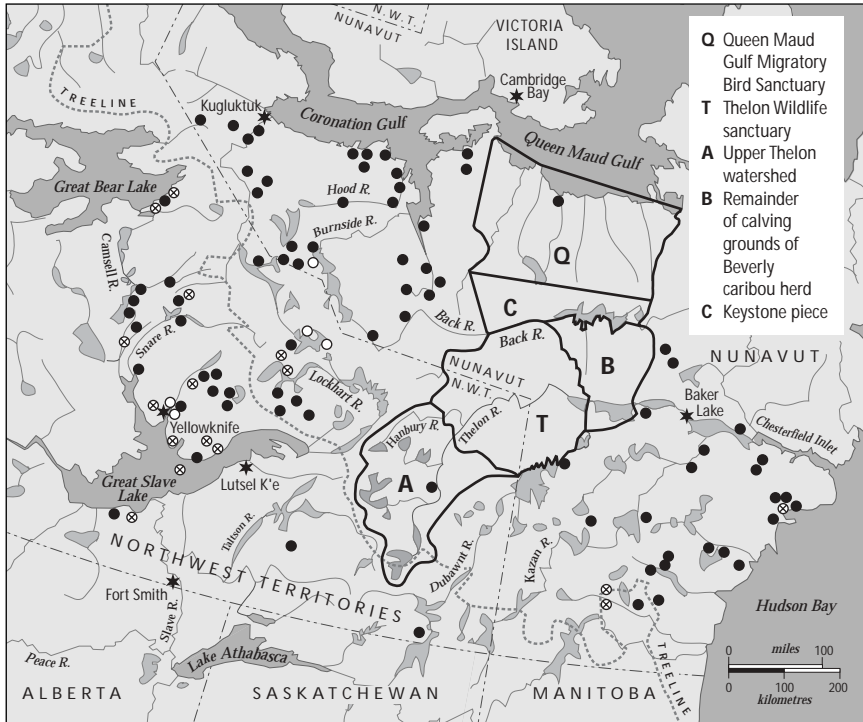 N.W.T.
NUNAVUT
VICTORIA
ISLAND
Cambridge
Bay
TREELINE
Kugluktuk
Coronation Gulf
Queen Maud Gulf
Great Bear Lake
Hood R.
Burnside R.
Camsell R.
Snare R.
Back R.
Back R.
Lockhart R.
NUNAVUT
N.W.T.
NUNAVUT
Baker
Lake
Chesterfield Inlet
Yellowknife
Hanbury R.
Thelon R.
Great Slave
Lake
Lutsel K'e
Taltson R.
Dubawnt R.
Kazan R.
NORTHWEST TERRITORIES
Fort Smith
Slave R.
Hudson Bay
Peace R.
Lake Athabasca
TREELINE
ALBERTA
SASKATCHEWAN
MANITOBA
Q
C
B
T
A
Q Queen Maud
Gulf Migratory
Bird Sanctuary
T Thelon Wildlife
sanctuary
A Upper Thelon
watershed
B Remainder
of calving
grounds of
Beverly
caribou herd
C Keystone piece
0 miles 100
0 100 200
kilometres